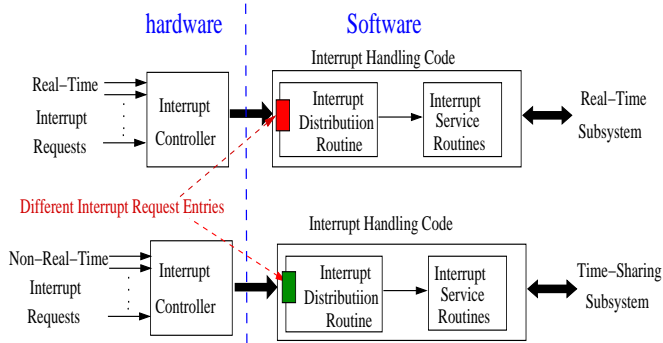 hardware
Software
Interrupt Handling Code
Real-Time
Interrupt
Requests
Interrupt
Controller
Interrupt
Distributiion
Routine
Interrupt
Service
Routines
Real-Time
Subsystem
Different Interrupt Request Entries
Interrupt Handling Code
Non-Real-Time
Interrupt
Requests
Interrupt
Controller
Interrupt
Distributiion
Routine
Interrupt
Service
Routines
Time-Sharing
Subsystem